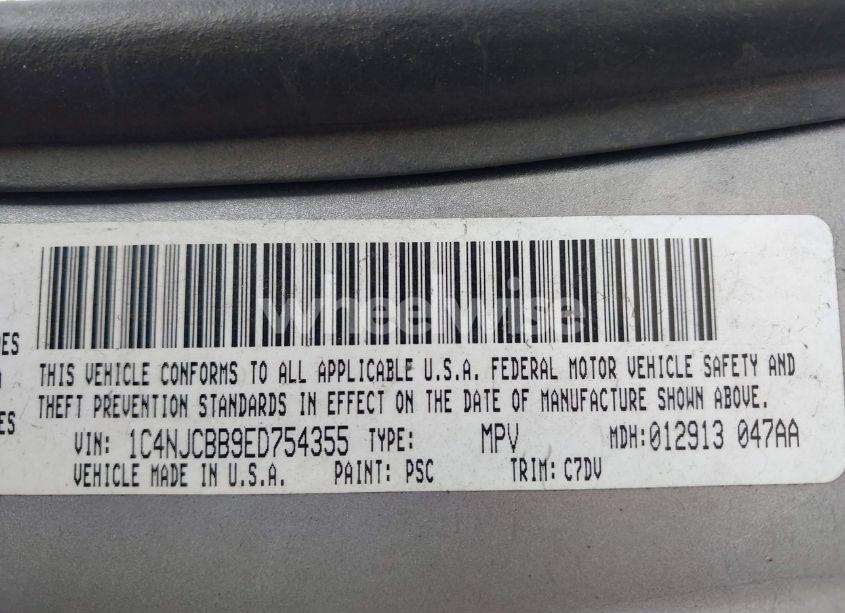 wheelwise
THIS VEHICLE CONFORMS TO ALL APPLICABLE U.S.A. FEDERAL MOTOR VEHICLE SAFETY AND
THEFT PREVENTION STANDARDS IN EFFECT ON THE DATE OF MANUFACTURE SHOWN ABOVE.
VIN: 1C4NJCBB9ED754355 TYPE: MPV MDH:012913 047AA
VEHICLE MADE IN U.S.A. PAINT: PSC TRIM: C7DV